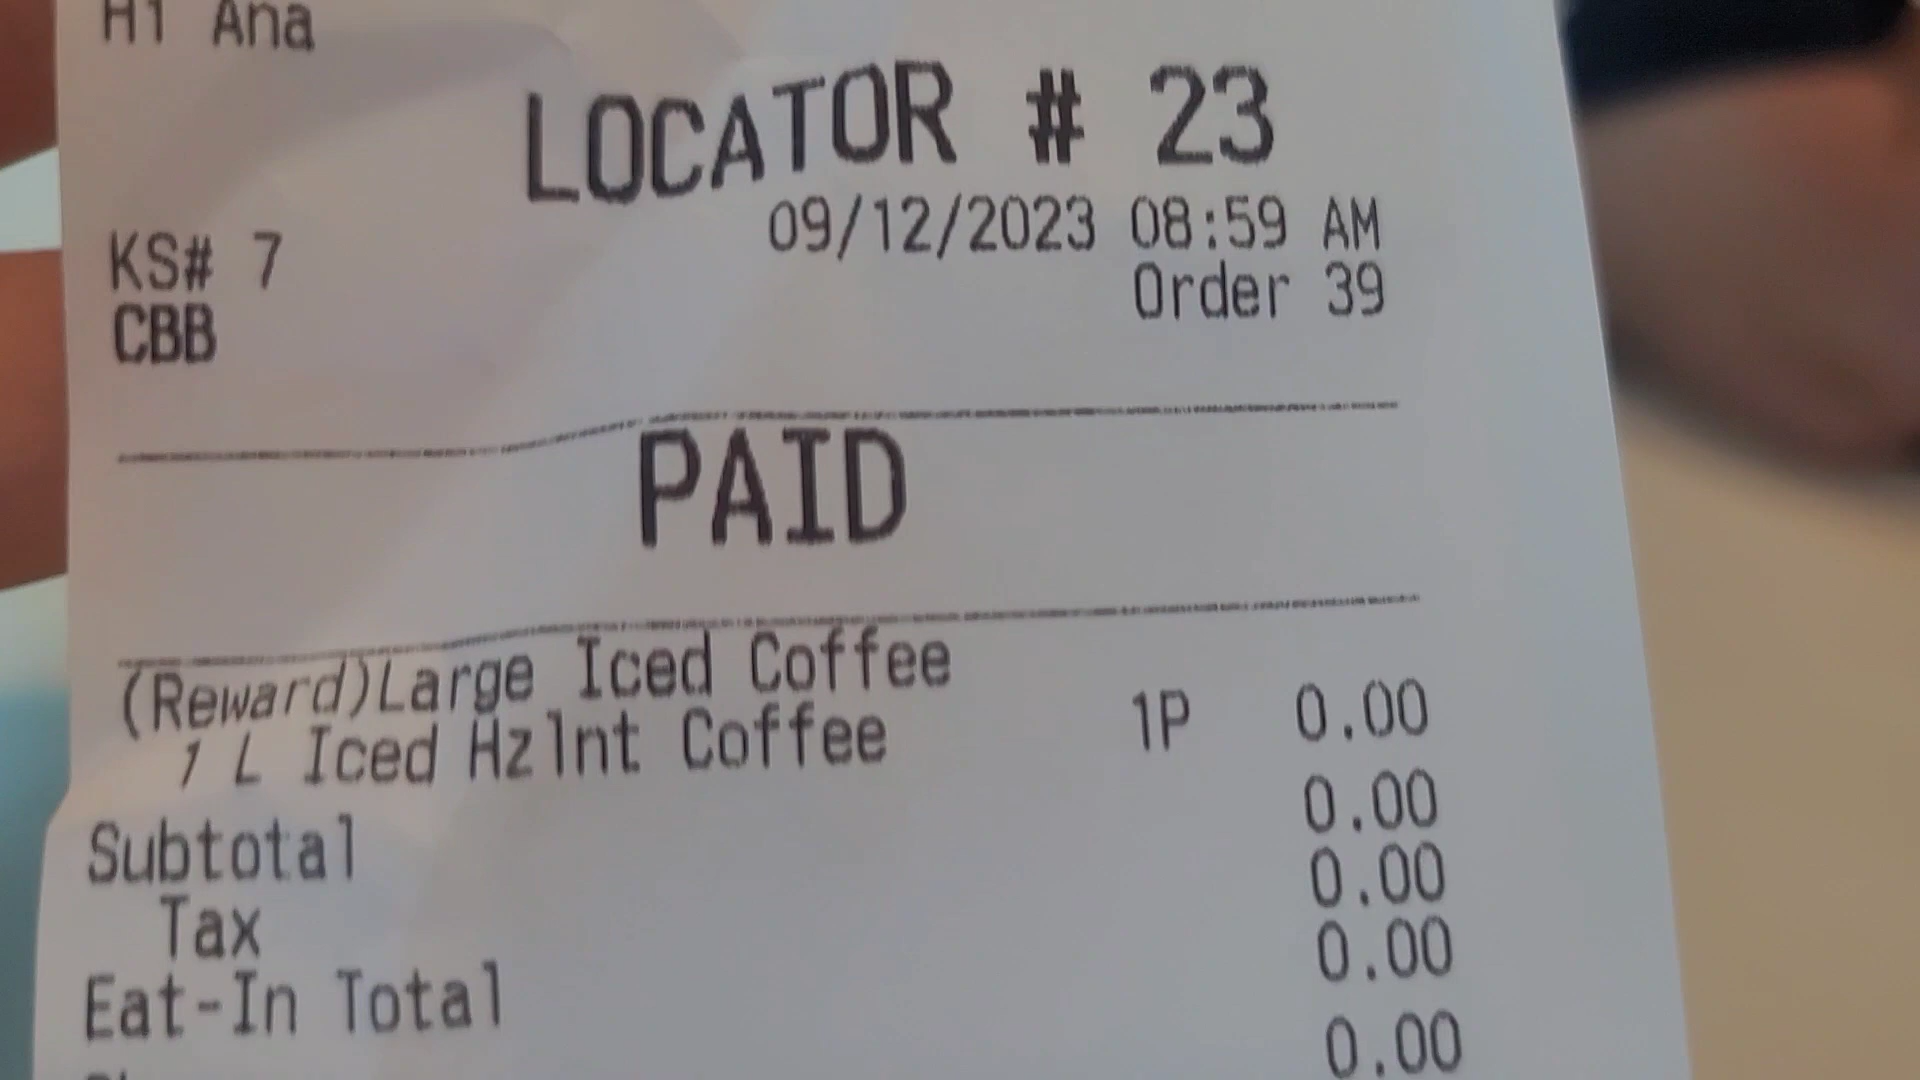 Hi Ana
LOCATOR # 23
09/12/2023 08:59 AM
KS# 7
Order 39
CBB
PAID
(Reward)Large Iced Coffee
1 L Iced Hzlnt Coffee 1P 0.00
Subtotal 0.00
Tax 0.00
Eat-In Total 0.00
0.00